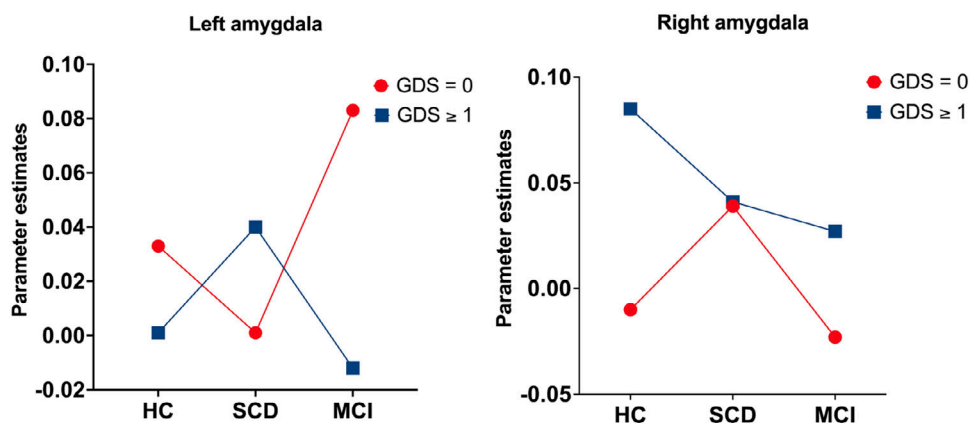 Left amygdala
Parameter estimates
0.10
0.08
0.06
0.04
0.02
0.00
-0.02
HC SCD MCI
GDS = 0
GDS ≥ 1
Right amygdala
Parameter estimates
0.10
0.05
0.00
-0.05
HC SCD MCI
GDS = 0
GDS ≥ 1